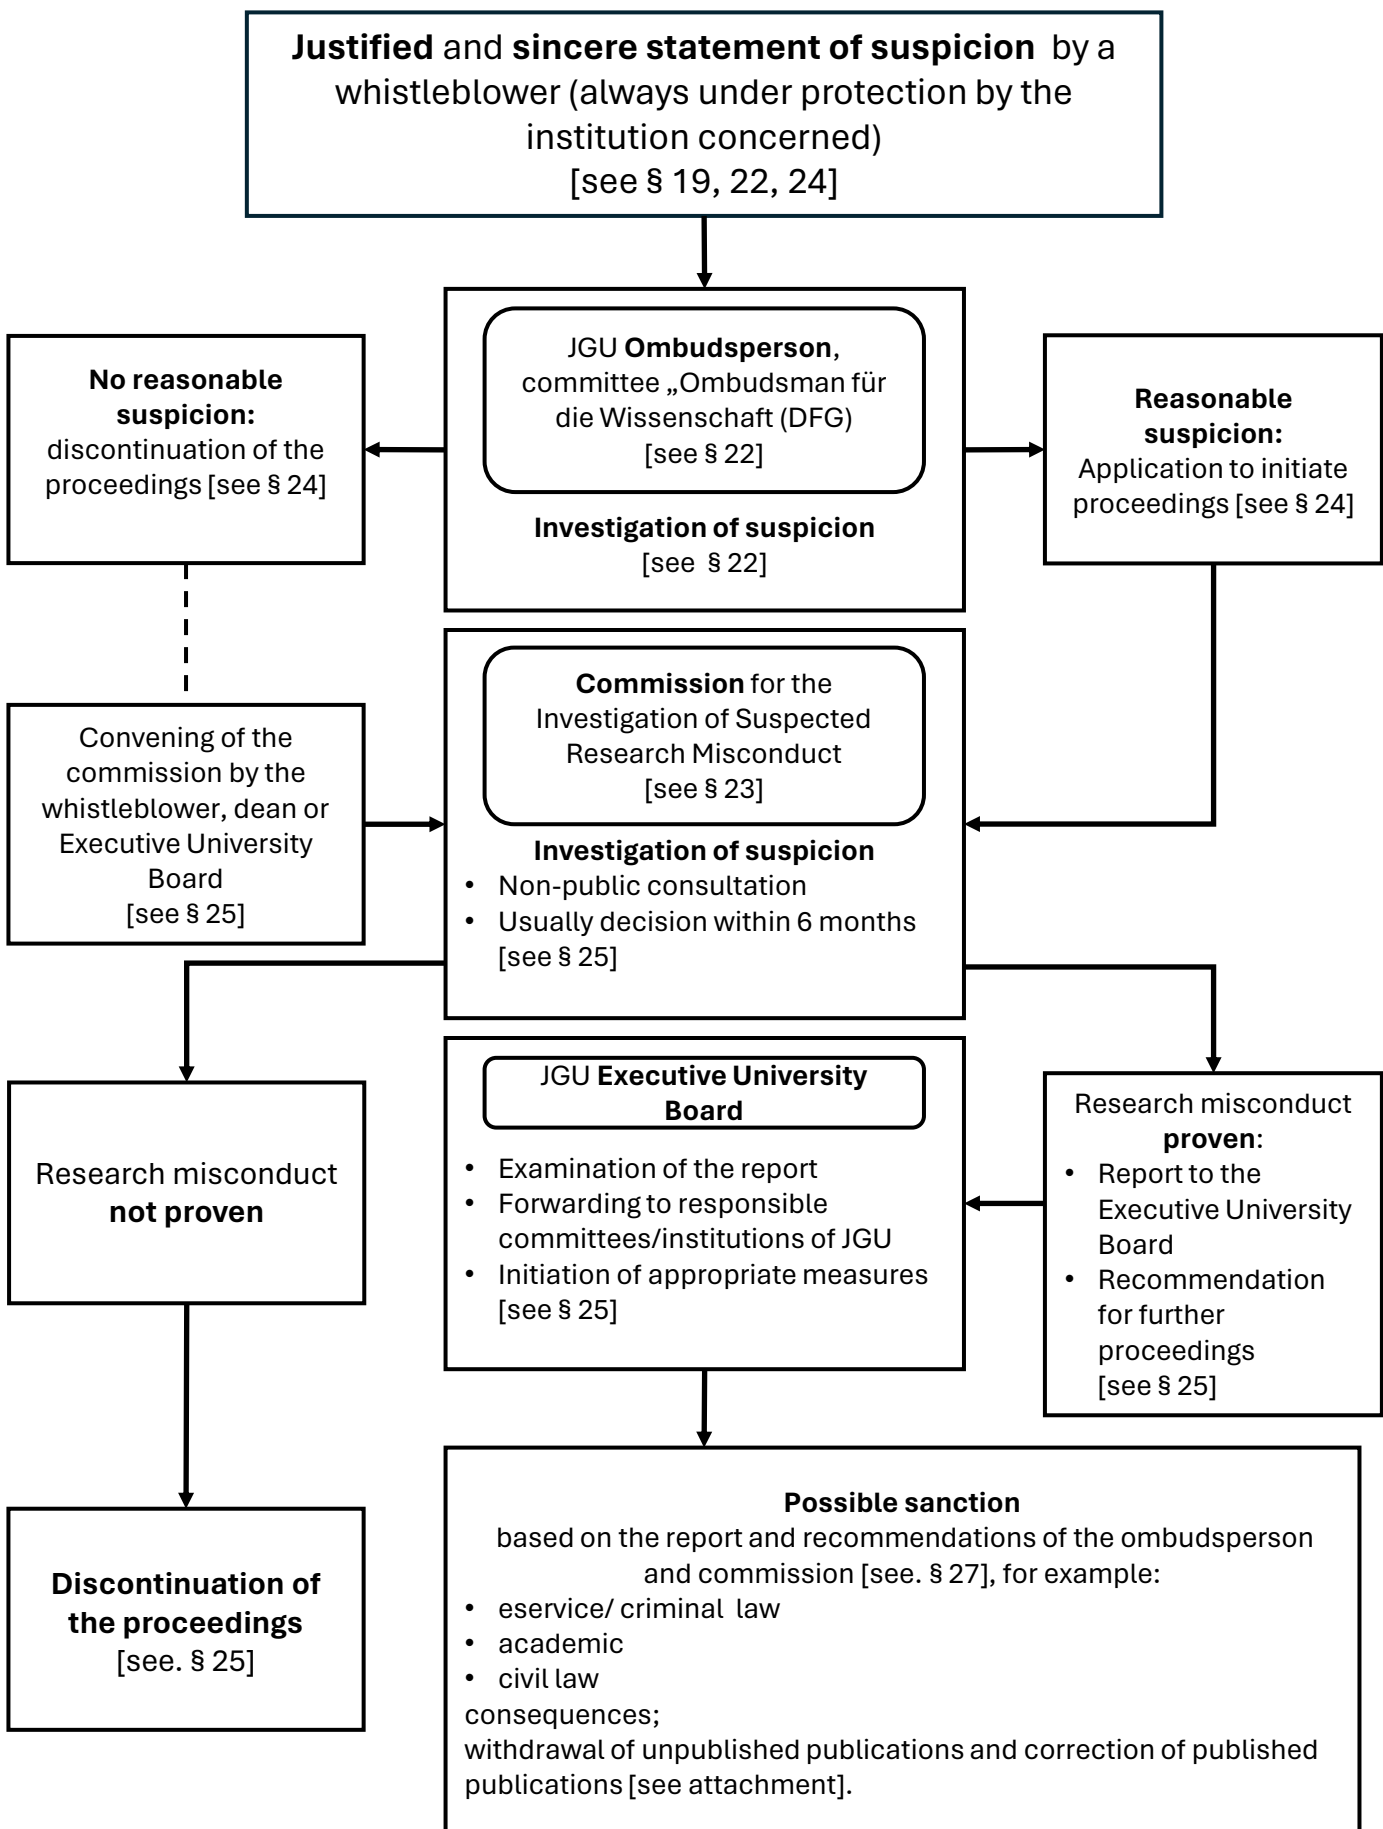 Justified and sincere statement of suspicion by a
whistleblower (always under protection by the
institution concerned)
[see § 19, 22, 24]
No reasonable
suspicion:
discontinuation of the
proceedings [see § 24]
JGU Ombudsperson,
committee „Ombudsman für
die Wissenschaft (DFG)
[see § 22]
Investigation of suspicion
[see § 22]
Reasonable
suspicion:
Application to initiate
proceedings [see § 24]
Convening of the
commission by the
whistleblower, dean or
Executive University
Board
[see § 25]
Commission for the
Investigation of Suspected
Research Misconduct
[see § 23]
Investigation of suspicion
• Non-public consultation
• Usually decision within 6 months
[see § 25]
Research misconduct
not proven
JGU Executive University
Board
• Examination of the report
• Forwarding to responsible
committees/institutions of JGU
• Initiation of appropriate measures
[see § 25]
Research misconduct
proven:
• Report to the
Executive University
Board
• Recommendation
for further
proceedings
[see § 25]
Discontinuation of
the proceedings
[see. § 25]
Possible sanction
based on the report and recommendations of the ombudsperson
and commission [see. § 27], for example:
• eservice/ criminal law
• academic
• civil law
consequences;
withdrawal of unpublished publications and correction of published
publications [see attachment].